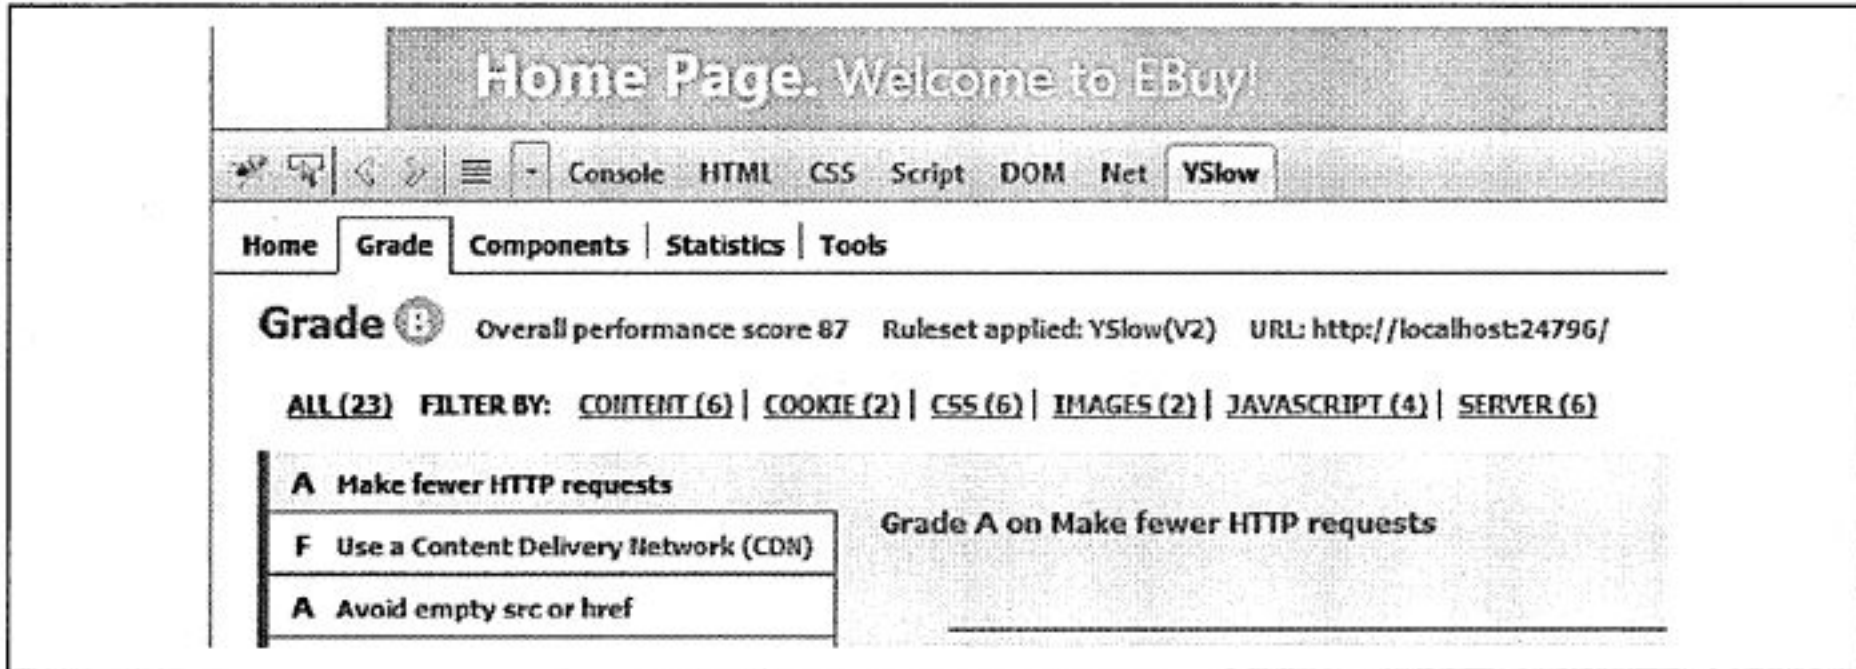 Home Page. Welcome to EBuy!
Console HTML CSS Script DOM Net YSlow
Home Grade Components Statistics Tools
Grade B Overall performance score 87 Ruleset applied: YSlow(V2) URL: http://localhost:24796/
ALL (23) FILTER BY: CONTENT (6) | COOKIE (2) | CSS (6) | IMAGES (2) | JAVASCRIPT (4) | SERVER (6)
A Make fewer HTTP requests
Grade A on Make fewer HTTP requests
F Use a Content Delivery Network (CDN)
A Avoid empty src or href